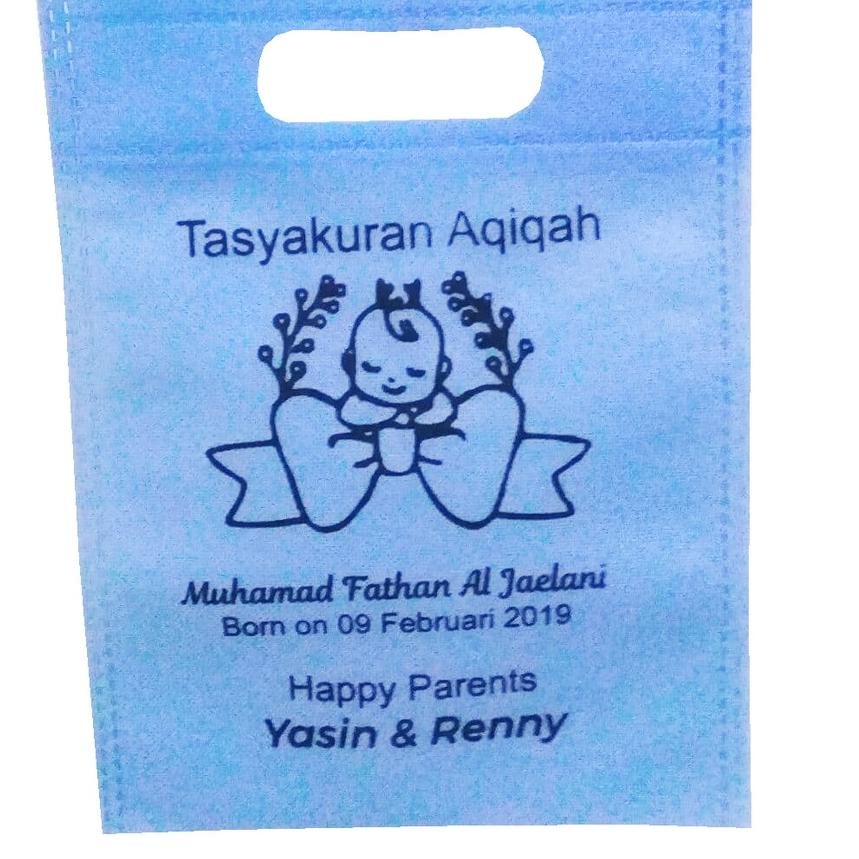 Tasyakuran Aqiqah
Muhamad Fathan Al Jaelani
Born on 09 Februari 2019
Happy Parents
Yasin & Renny